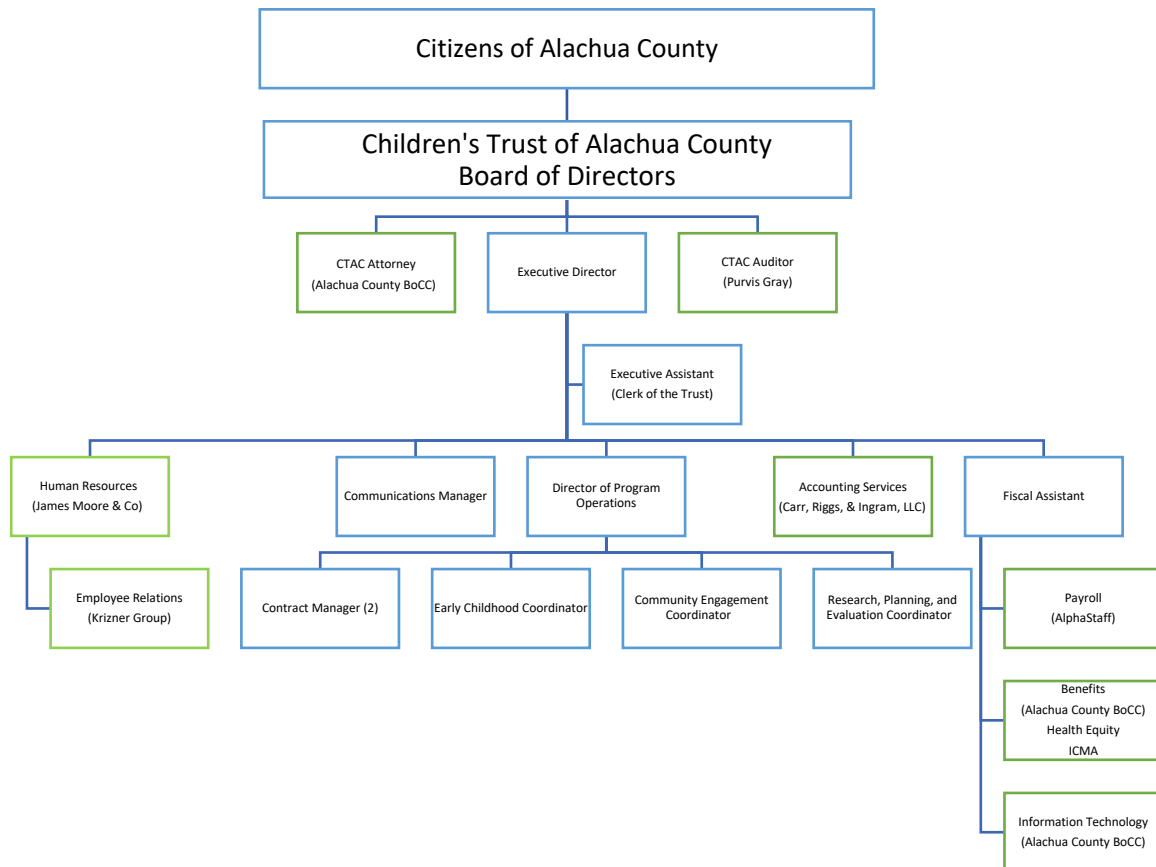 Citizens of Alachua County
Children's Trust of Alachua County
Board of Directors
CTAC Attorney
(Alachua County BoCC)
Executive Director
CTAC Auditor
(Purvis Gray)
Executive Assistant
(Clerk of the Trust)
Human Resources
(James Moore & Co)
Communications Manager
Director of Program
Operations
Accounting Services
(Carr, Riggs, & Ingram, LLC)
Fiscal Assistant
Employee Relations
(Krizner Group)
Contract Manager (2)
Early Childhood Coordinator
Community Engagement
Coordinator
Research, Planning, and
Evaluation Coordinator
Payroll
(AlphaStaff)
Benefits
(Alachua County BoCC)
Health Equity
ICMA
Information Technology
(Alachua County BoCC)